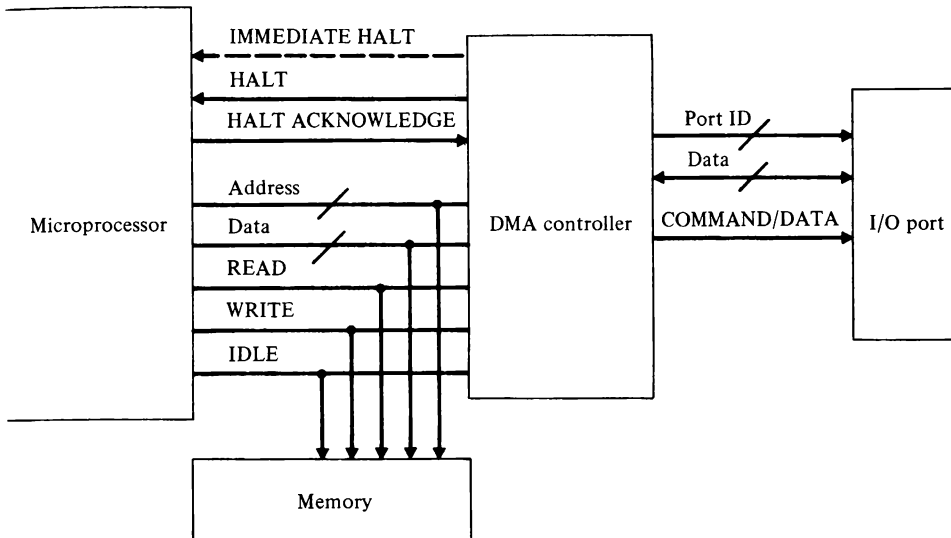 IMMEDIATE HALT
HALT
HALT ACKNOWLEDGE
Port ID
Data
COMMAND/DATA
Address
Data
READ
WRITE
IDLE
Microprocessor
DMA controller
I/O port
Memory